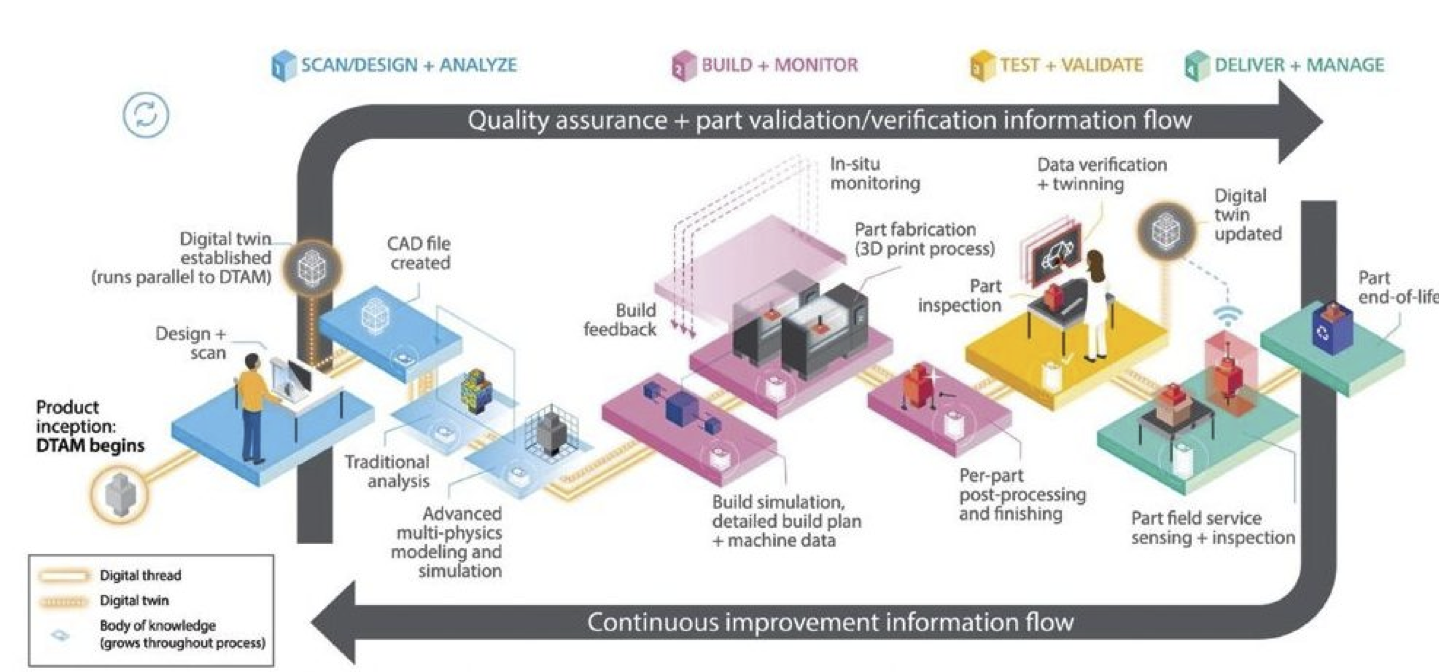 1 SCAN/DESIGN + ANALYZE
2 BUILD + MONITOR
3 TEST + VALIDATE
4 DELIVER + MANAGE
Quality assurance + part validation/verification information flow
Digital twin
established
(runs parallel to DTAM)
CAD file
created
Design +
scan
Product
inception:
DTAM begins
Traditional
analysis
Advanced
multi-physics
modeling and
simulation
Build
feedback
In-situ
monitoring
Part fabrication
(3D print process)
Build simulation,
detailed build plan
+ machine data
Per-part
post-processing
and finishing
Data verification
+ twinning
Part
inspection
Digital
twin
updated
Part field service
sensing + inspection
Part
end-of-life
Digital thread
Digital twin
Body of knowledge
(grows throughout process)
Continuous improvement information flow